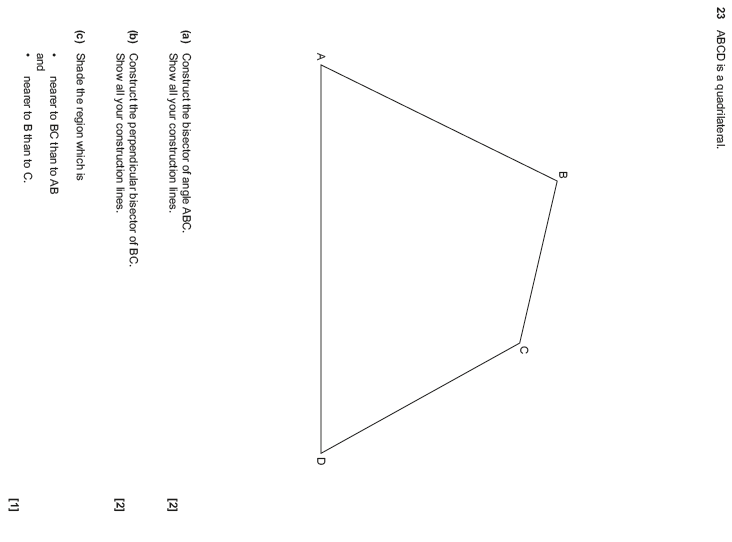 23 ABCD is a quadrilateral.
B
C
A
D
(a) Construct the bisector of angle ABC.
Show all your construction lines.
[2]
(b) Construct the perpendicular bisector of BC.
Show all your construction lines.
[2]
(c) Shade the region which is
• nearer to BC than to AB
and
• nearer to B than to C.
[1]